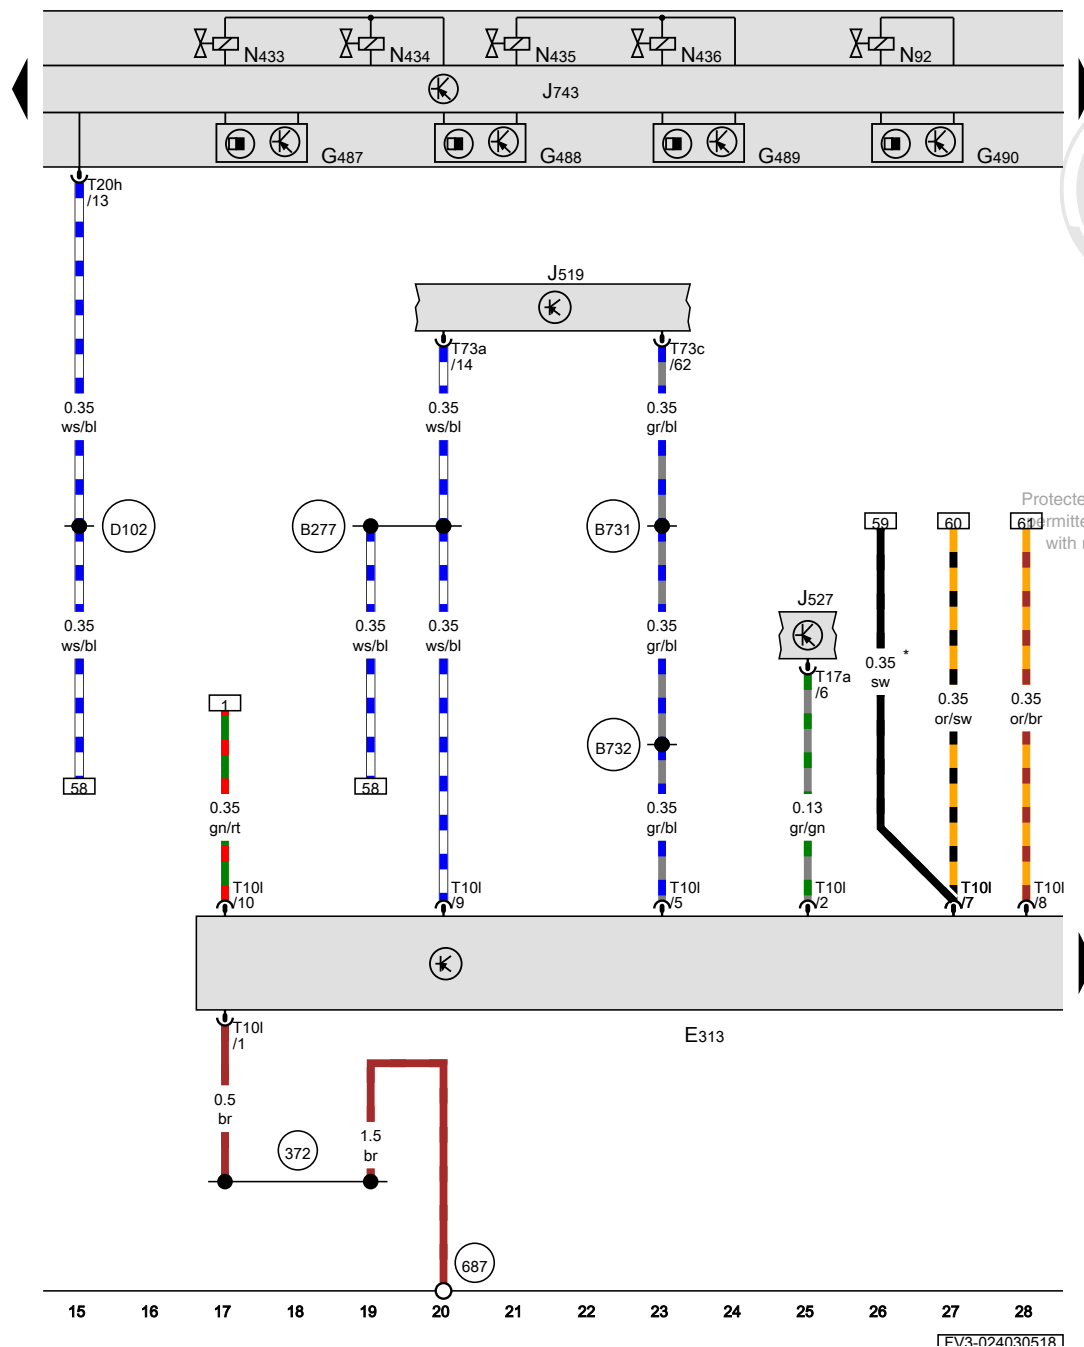 N433 N434 N435 N436 N92
J743
G487 G488 G489 G490
T20h
/13
J519
T73a T73c
/14 /62
0.35 0.35 0.35
ws/bl ws/bl gr/bl
Protecte
D102 B277 B731 59 60 61 permitte
with
J527
0.35 0.35 0.35 0.35
ws/bl ws/bl ws/bl gr/bl
*
0.35
sw
T17a
/6
1 0.35 0.35
or/sw or/br
B732
58 58
0.35 0.35 0.13
gn/rt gr/bl gr/gn
T10l T10l T10l T10l T10l T10l
/10 /9 /5 /2 /7 /8
E313
T10l
/1
0.5
br
1.5
br
372
687
15 16 17 18 19 20 21 22 23 24 25 26 27 28
EV3-024030518